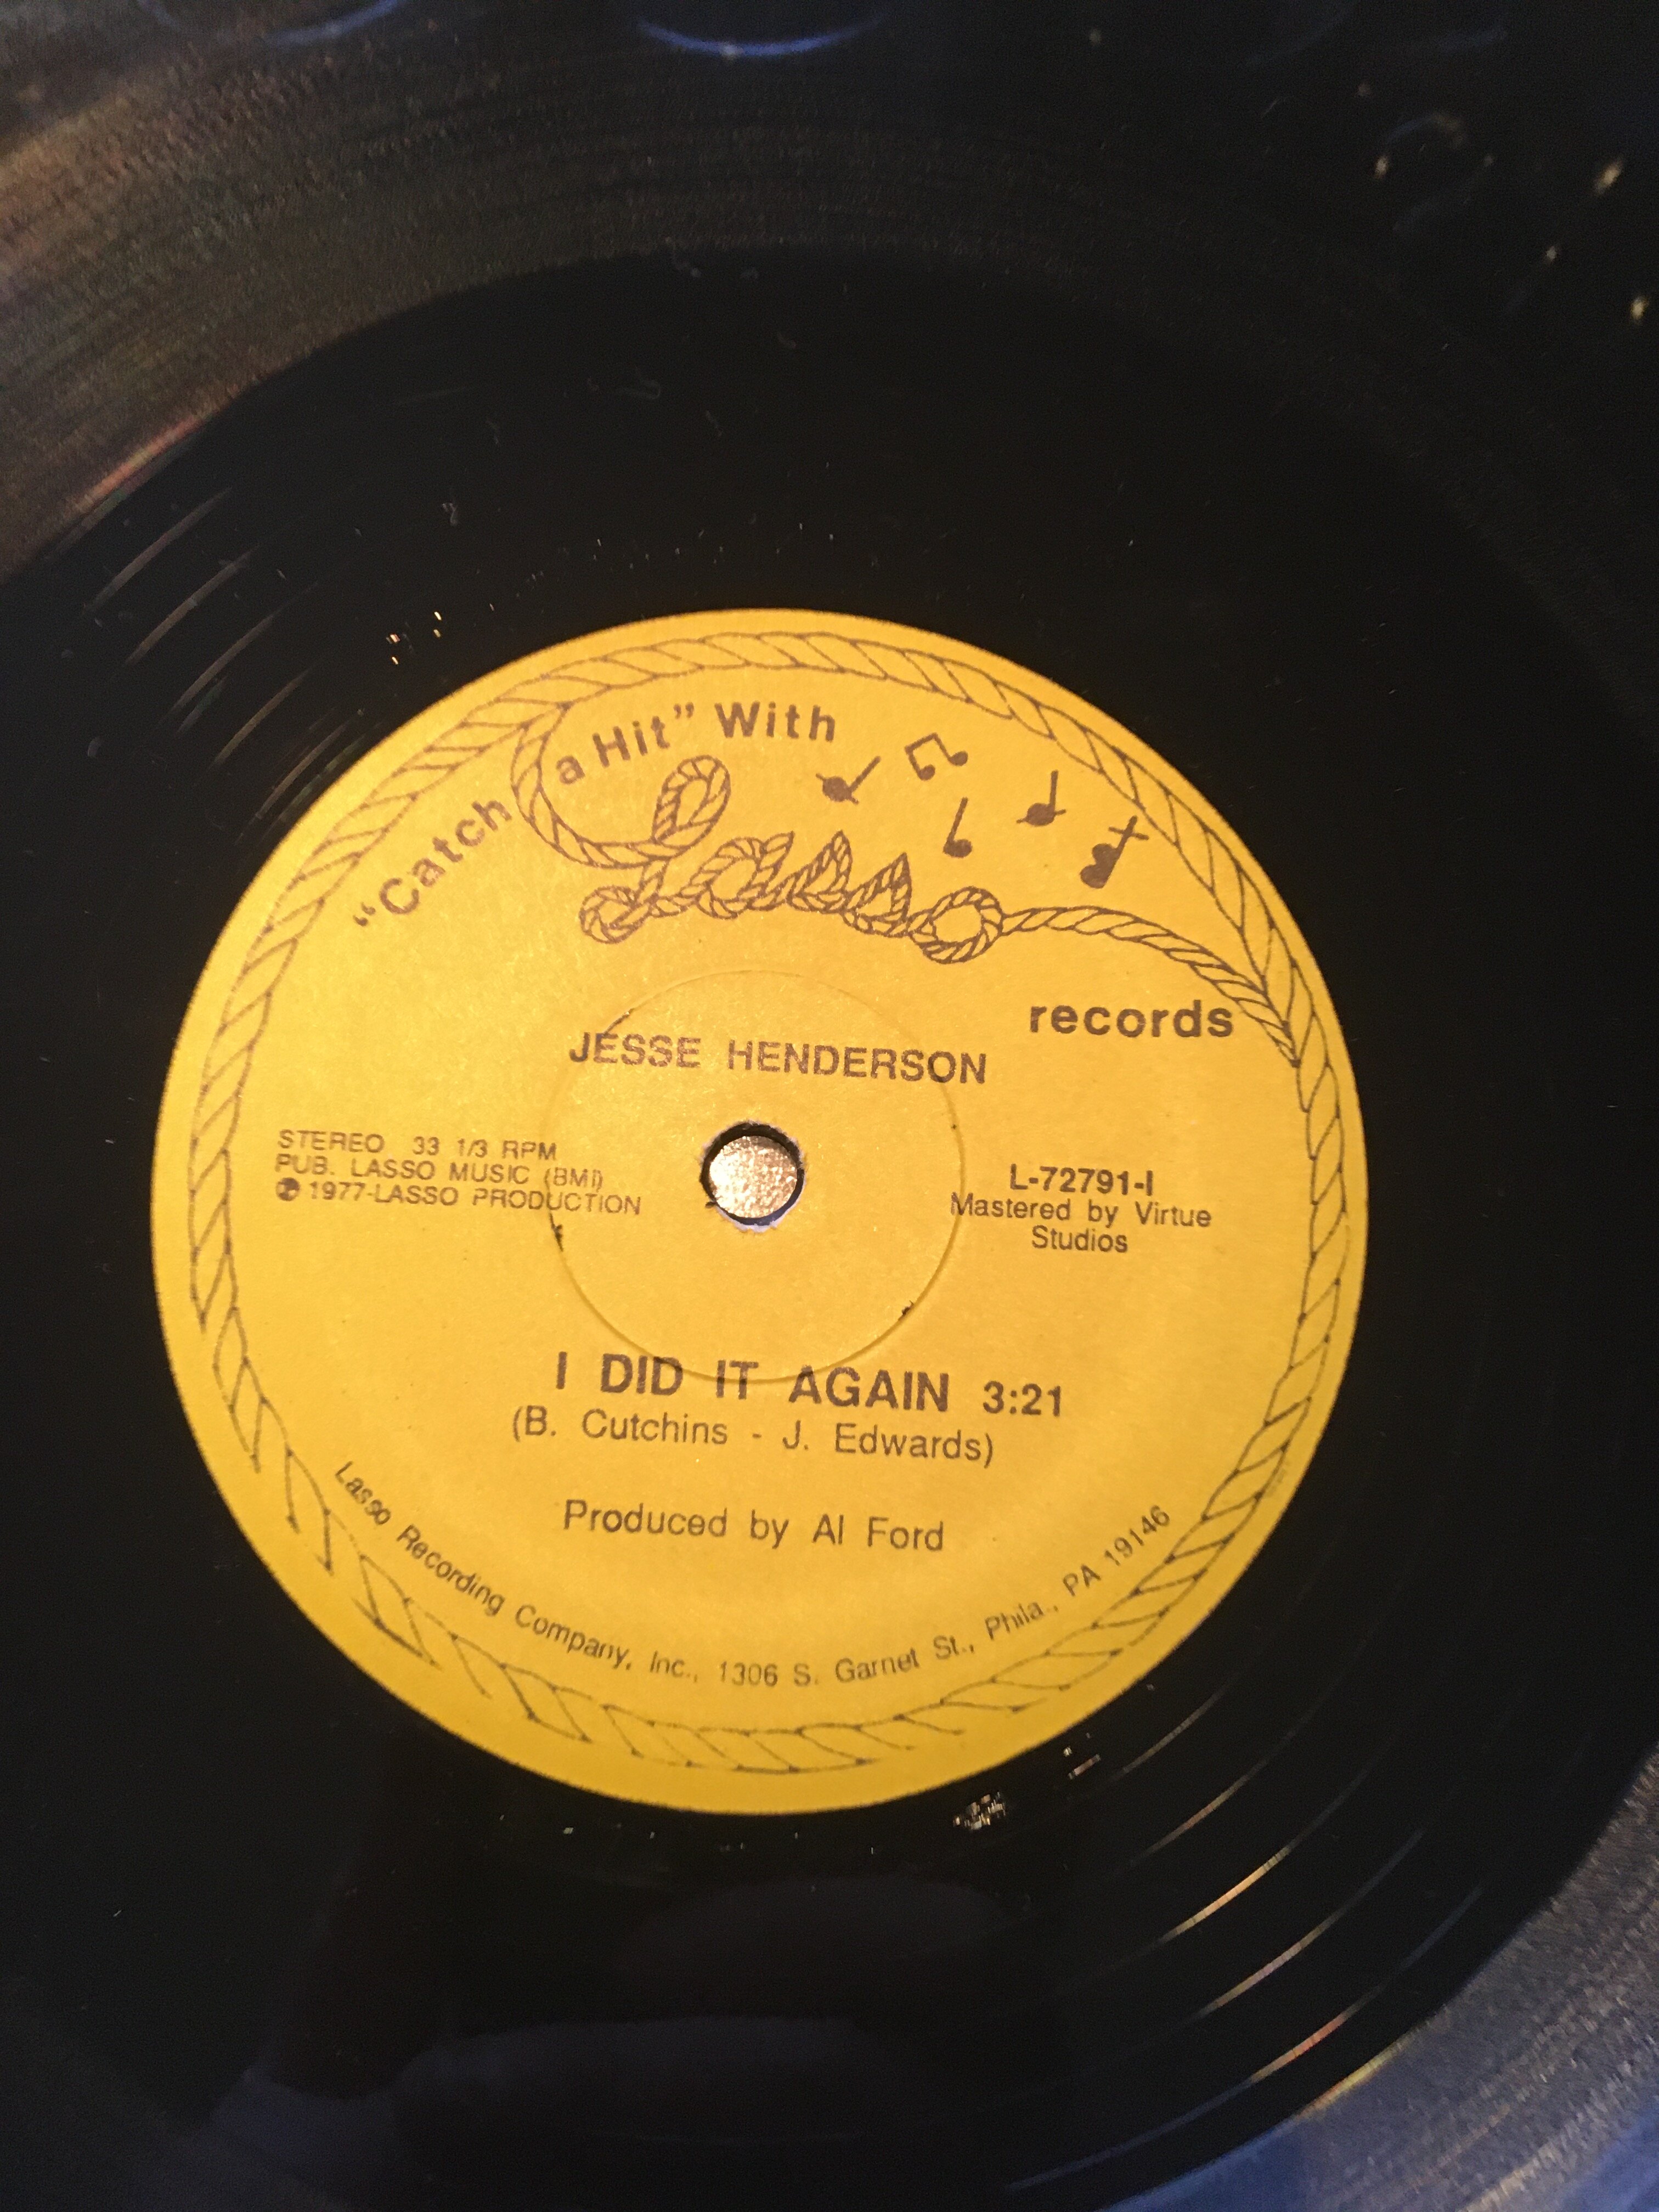 “Catch a Hit” With
Lasso
records
JESSE HENDERSON
STEREO 33 1/3 RPM
PUB. LASSO MUSIC (BMI)
℗ 1977-LASSO PRODUCTION
L-72791-I
Mastered by Virtue
Studios
I DID IT AGAIN 3:21
(B. Cutchins - J. Edwards)
Produced by Al Ford
Lasso Recording Company, Inc., 1306 S. Garnet St., Phila., PA 19146